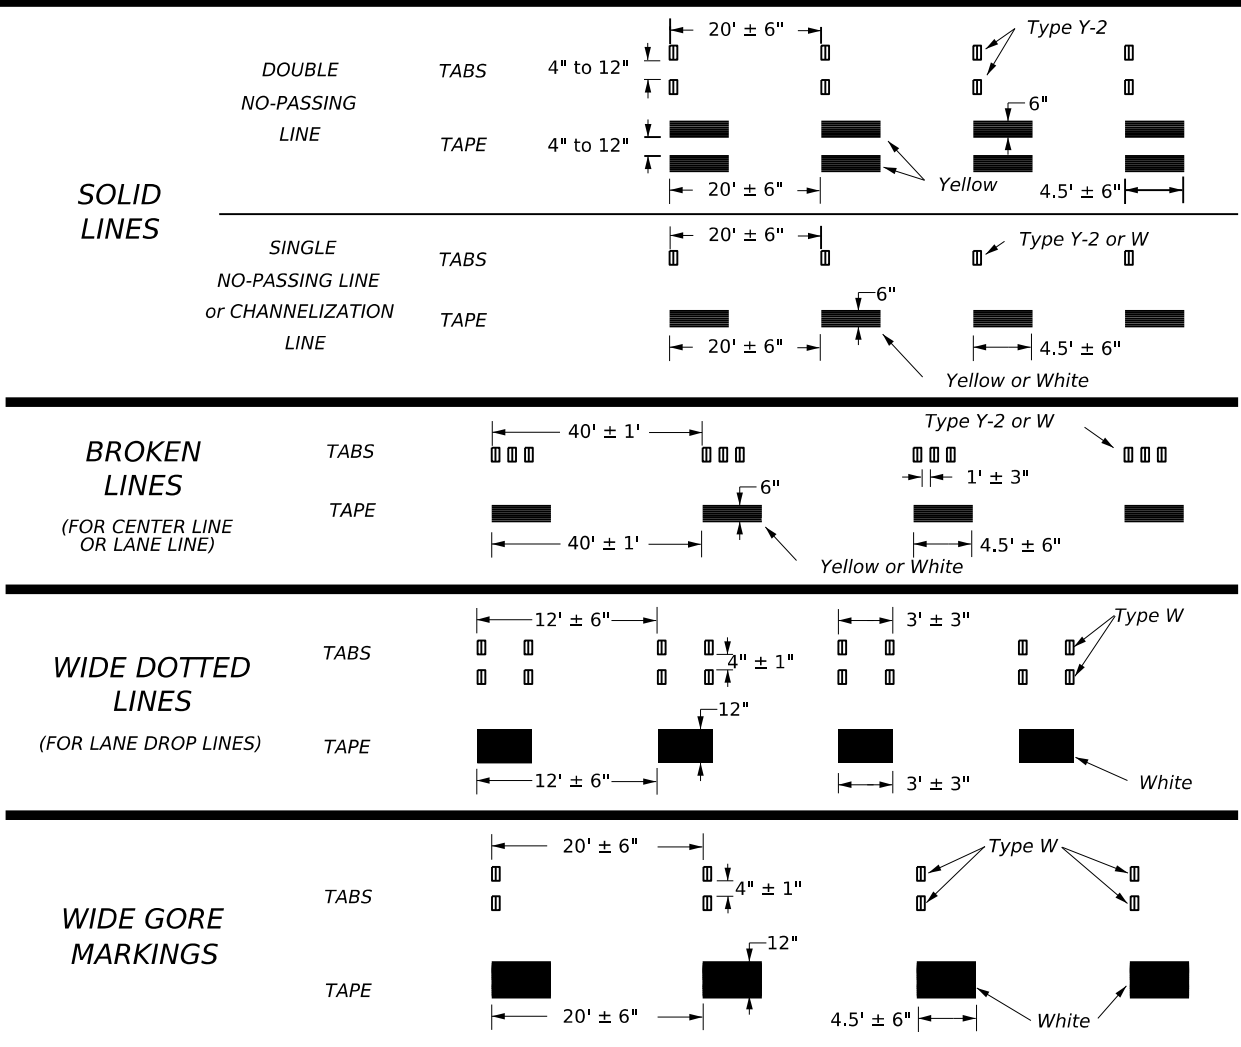 SOLID
LINES
DOUBLE
NO-PASSING
LINE
TABS
20' ± 6"
Type Y-2
4" to 12"
TAPE
4" to 12"
6"
Yellow
20' ± 6"
4.5' ± 6"
SINGLE
NO-PASSING LINE
or CHANNELIZATION
LINE
TABS
20' ± 6"
Type Y-2 or W
TAPE
6"
20' ± 6"
4.5' ± 6"
Yellow or White
BROKEN
LINES
(FOR CENTER LINE
OR LANE LINE)
TABS
40' ± 1'
Type Y-2 or W
1' ± 3"
TAPE
6"
40' ± 1'
4.5' ± 6"
Yellow or White
WIDE DOTTED
LINES
(FOR LANE DROP LINES)
TABS
12' ± 6"
3' ± 3"
Type W
4" ± 1"
TAPE
12"
12' ± 6"
3' ± 3"
White
WIDE GORE
MARKINGS
TABS
20' ± 6"
Type W
4" ± 1"
TAPE
12"
20' ± 6"
4.5' ± 6"
White